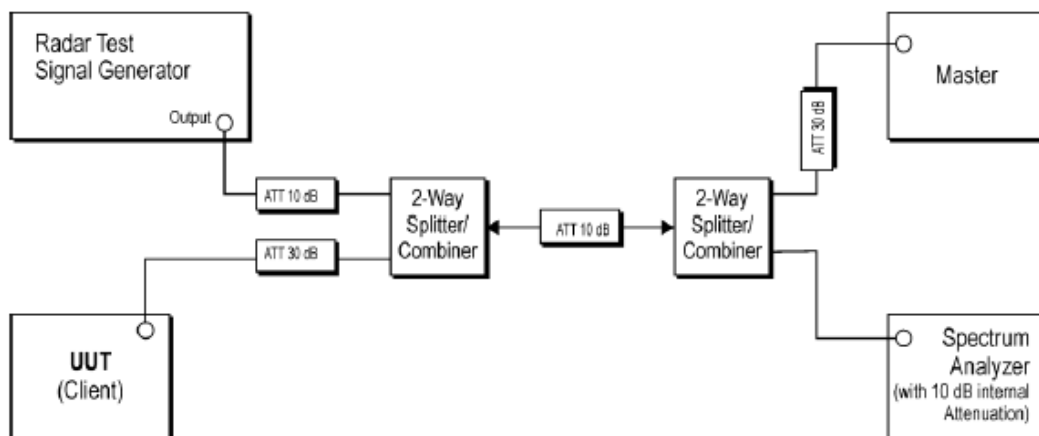 Radar Test
Signal Generator
Output
ATT 10 dB
2-Way
Splitter/
Combiner
ATT 30 dB
UUT
(Client)
ATT 10 dB
2-Way
Splitter/
Combiner
ATT 30 dB
Master
Spectrum
Analyzer
(with 10 dB internal
Attenuation)